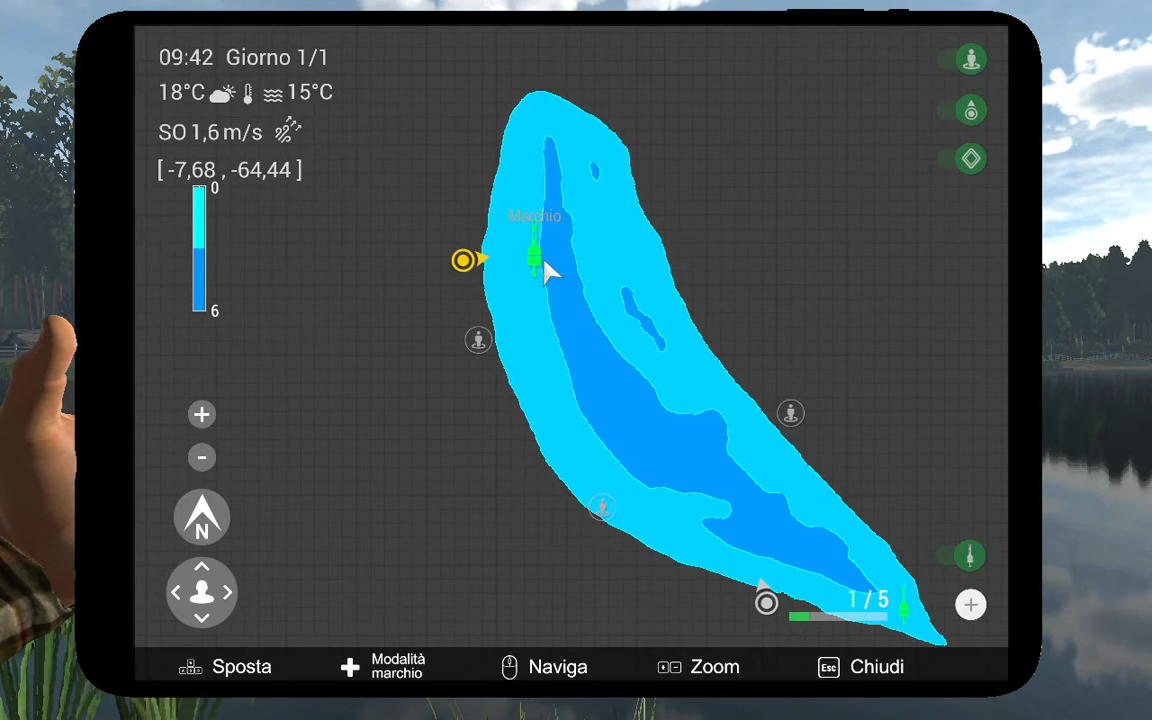 09:42 Giorno 1/1
18°C 15°C
SO 1,6 m/s
[ -7,68 , -64,44 ]
0
6
Marchio
+
-
N
1 / 5
Sposta
Modalità
marchio
Naviga
Zoom
Esc Chiudi